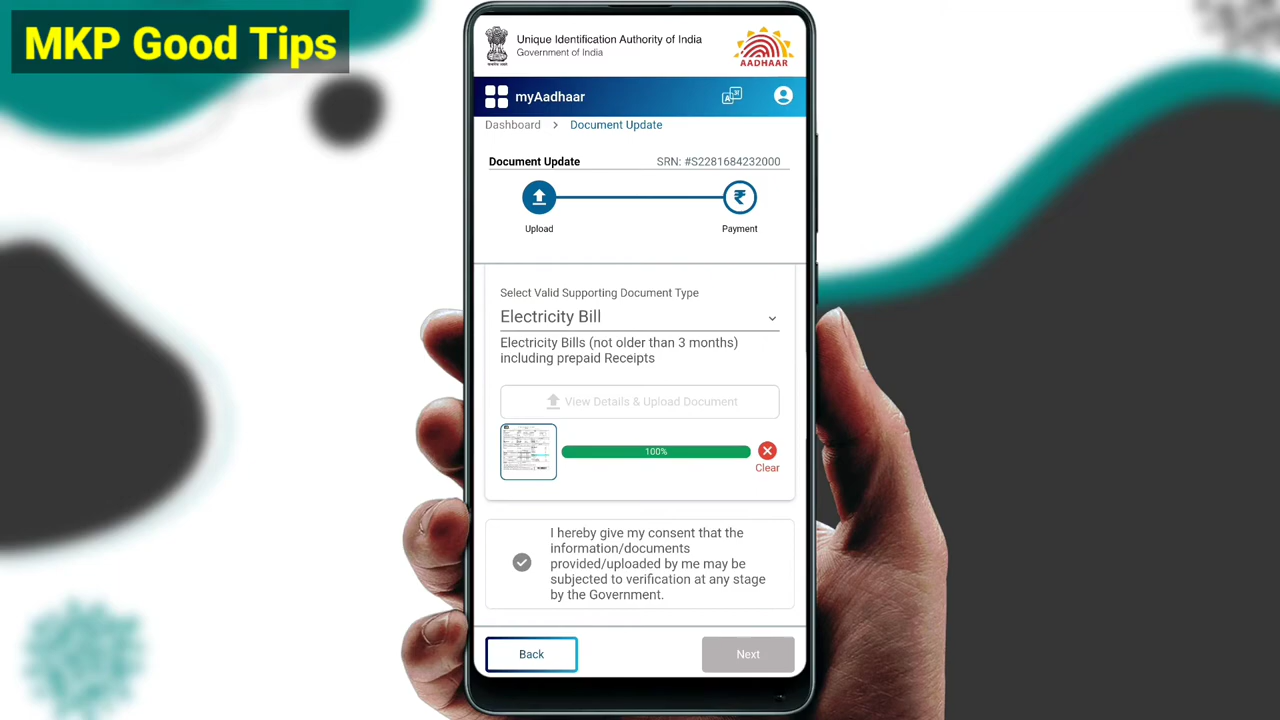 MKP Good Tips
Unique Identification Authority of India
Government of India
AADHAAR
myAadhaar
Dashboard > Document Update
Document Update SRN: #S2281684232000
Upload Payment
Select Valid Supporting Document Type
Electricity Bill
Electricity Bills (not older than 3 months)
including prepaid Receipts
View Details & Upload Document
100%
Clear
I hereby give my consent that the
information/documents
provided/uploaded by me may be
subjected to verification at any stage
by the Government.
Back Next